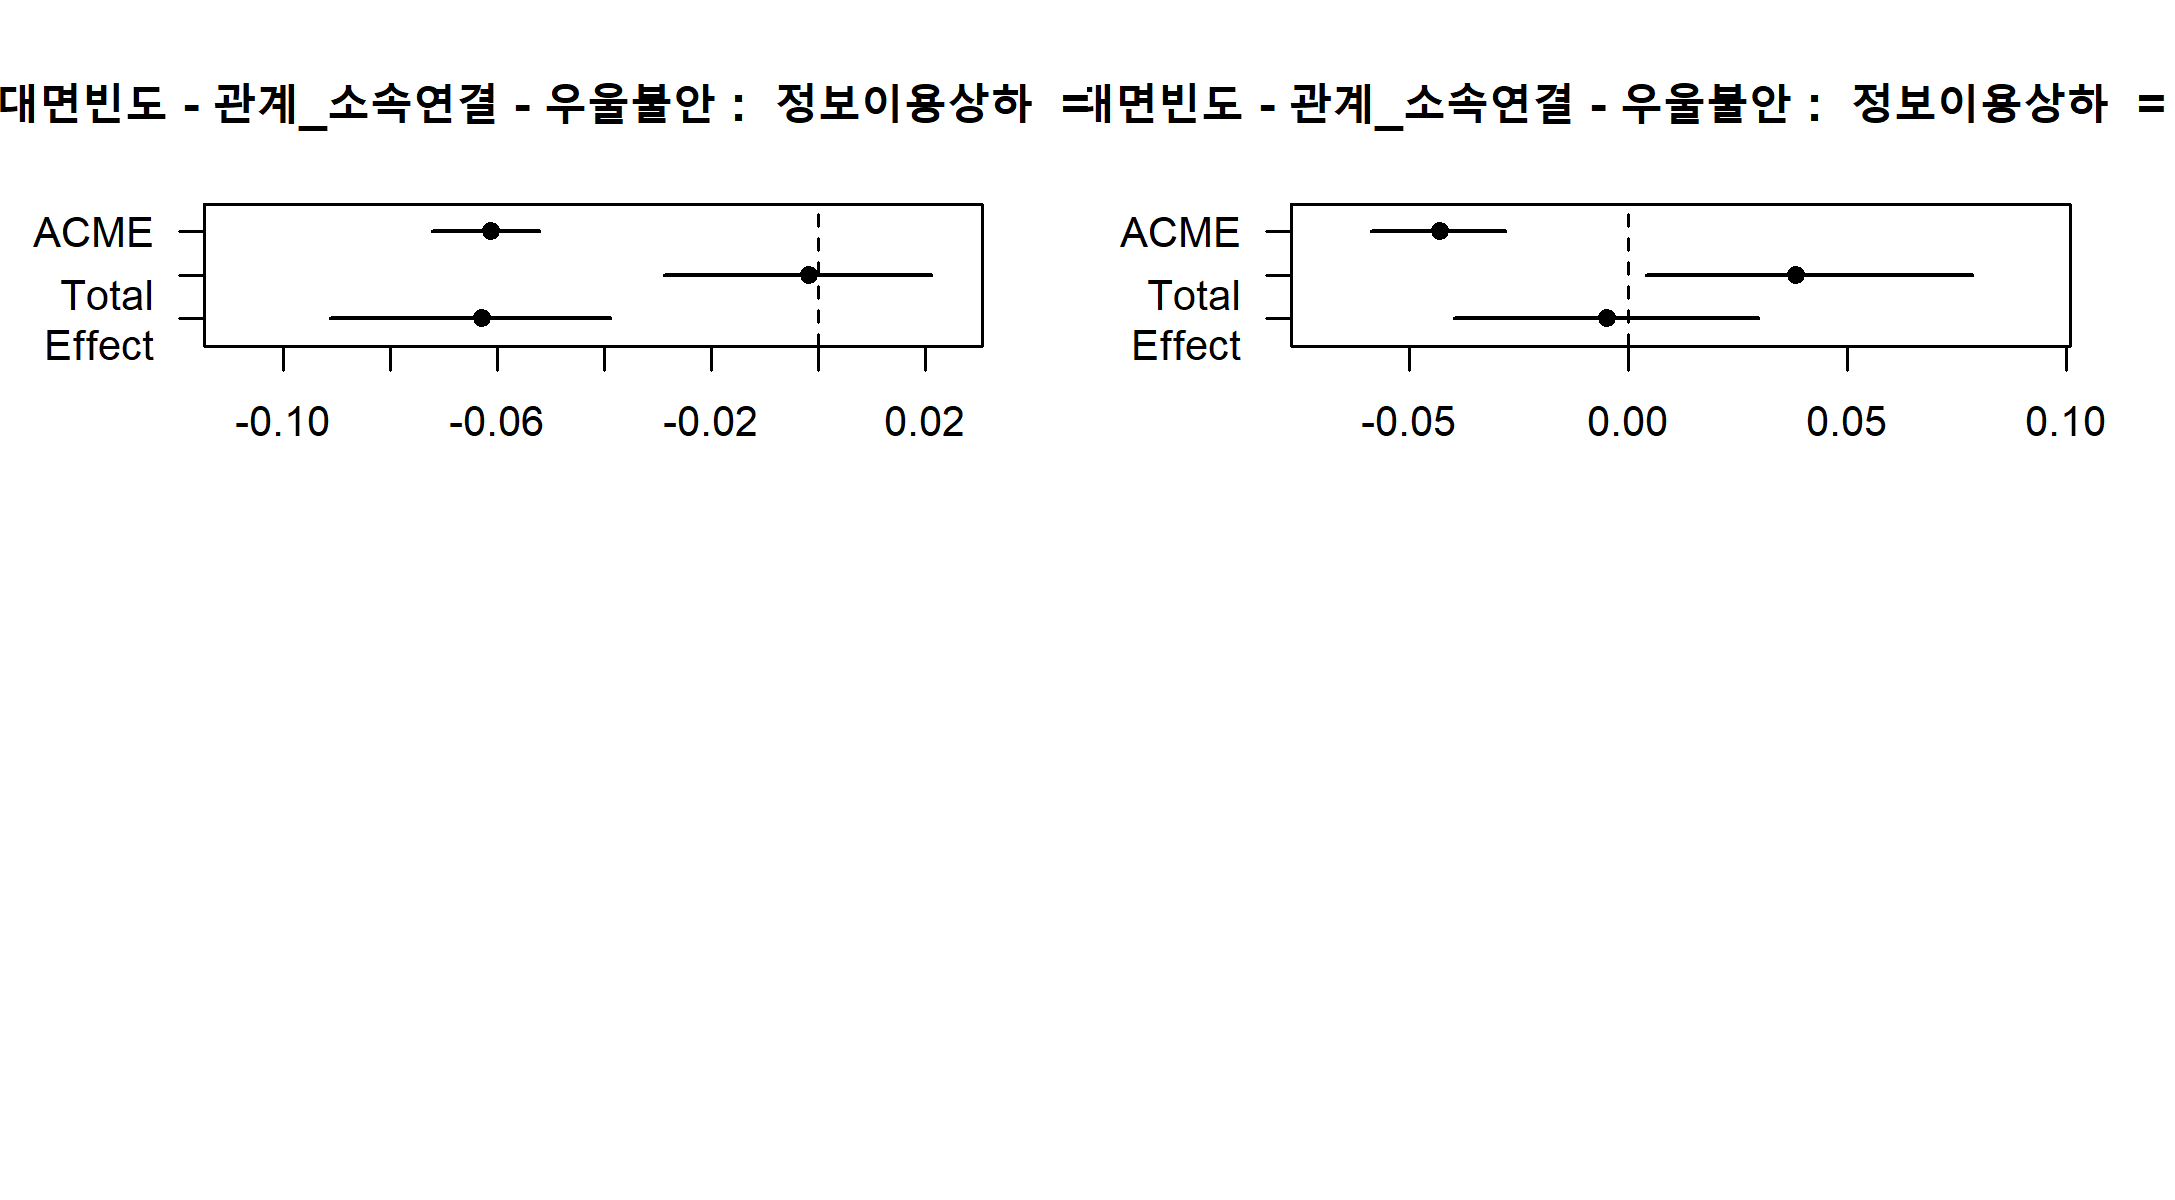 대면빈도 - 관계_소속연결 - 우울불안 : 정보이용상하 =
대면빈도 - 관계_소속연결 - 우울불안 : 정보이용상하 =
ACME
Total
Effect
-0.10 -0.06 -0.02 0.02
ACME
Total
Effect
-0.05 0.00 0.05 0.10